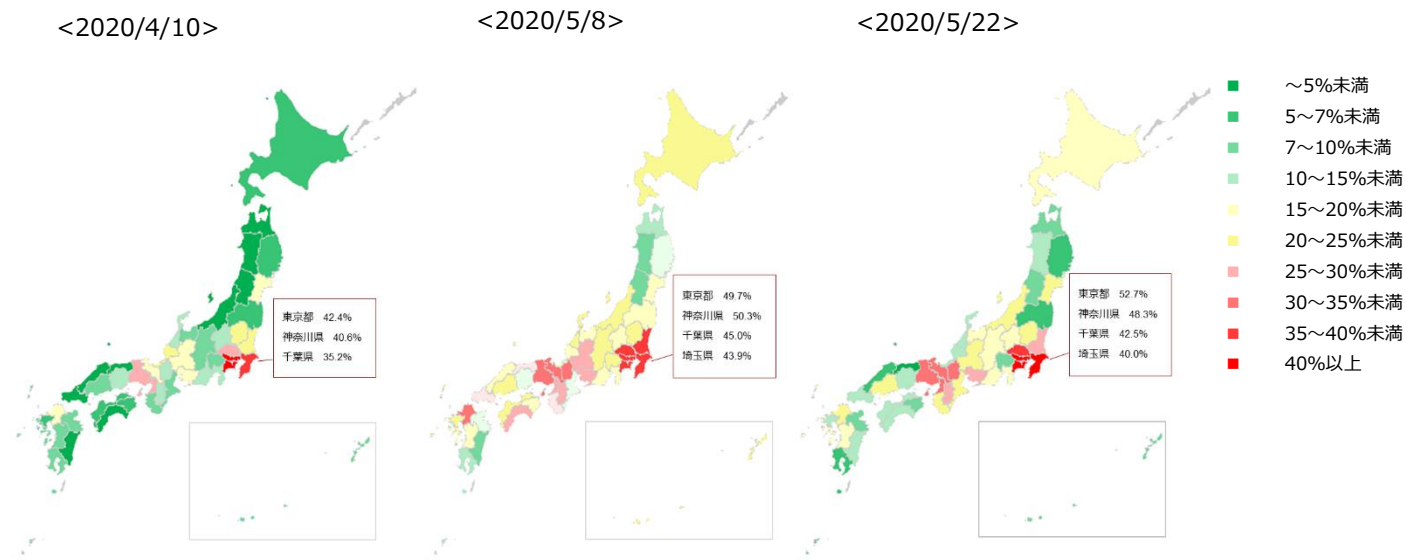 <2020/4/10>
<2020/5/8>
<2020/5/22>
東京都 42.4%
神奈川県 40.6%
千葉県 35.2%
東京都 49.7%
神奈川県 50.3%
千葉県 45.0%
埼玉県 43.9%
東京都 52.7%
神奈川県 48.3%
千葉県 42.5%
埼玉県 40.0%
～5%未満
5～7%未満
7～10%未満
10～15%未満
15～20%未満
20～25%未満
25～30%未満
30～35%未満
35～40%未満
40%以上